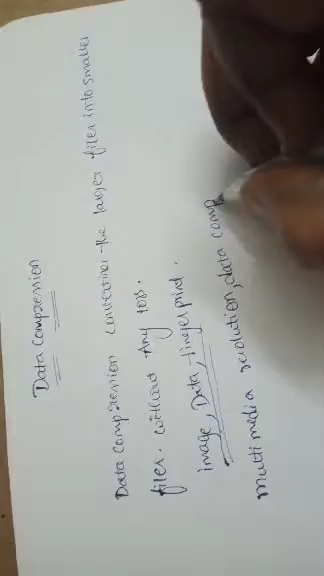 Data Compression
Data Compression converting the larger files into smaller
files. without Any loss.
image, Data, fingerprint.
multimedia resolution, data comp